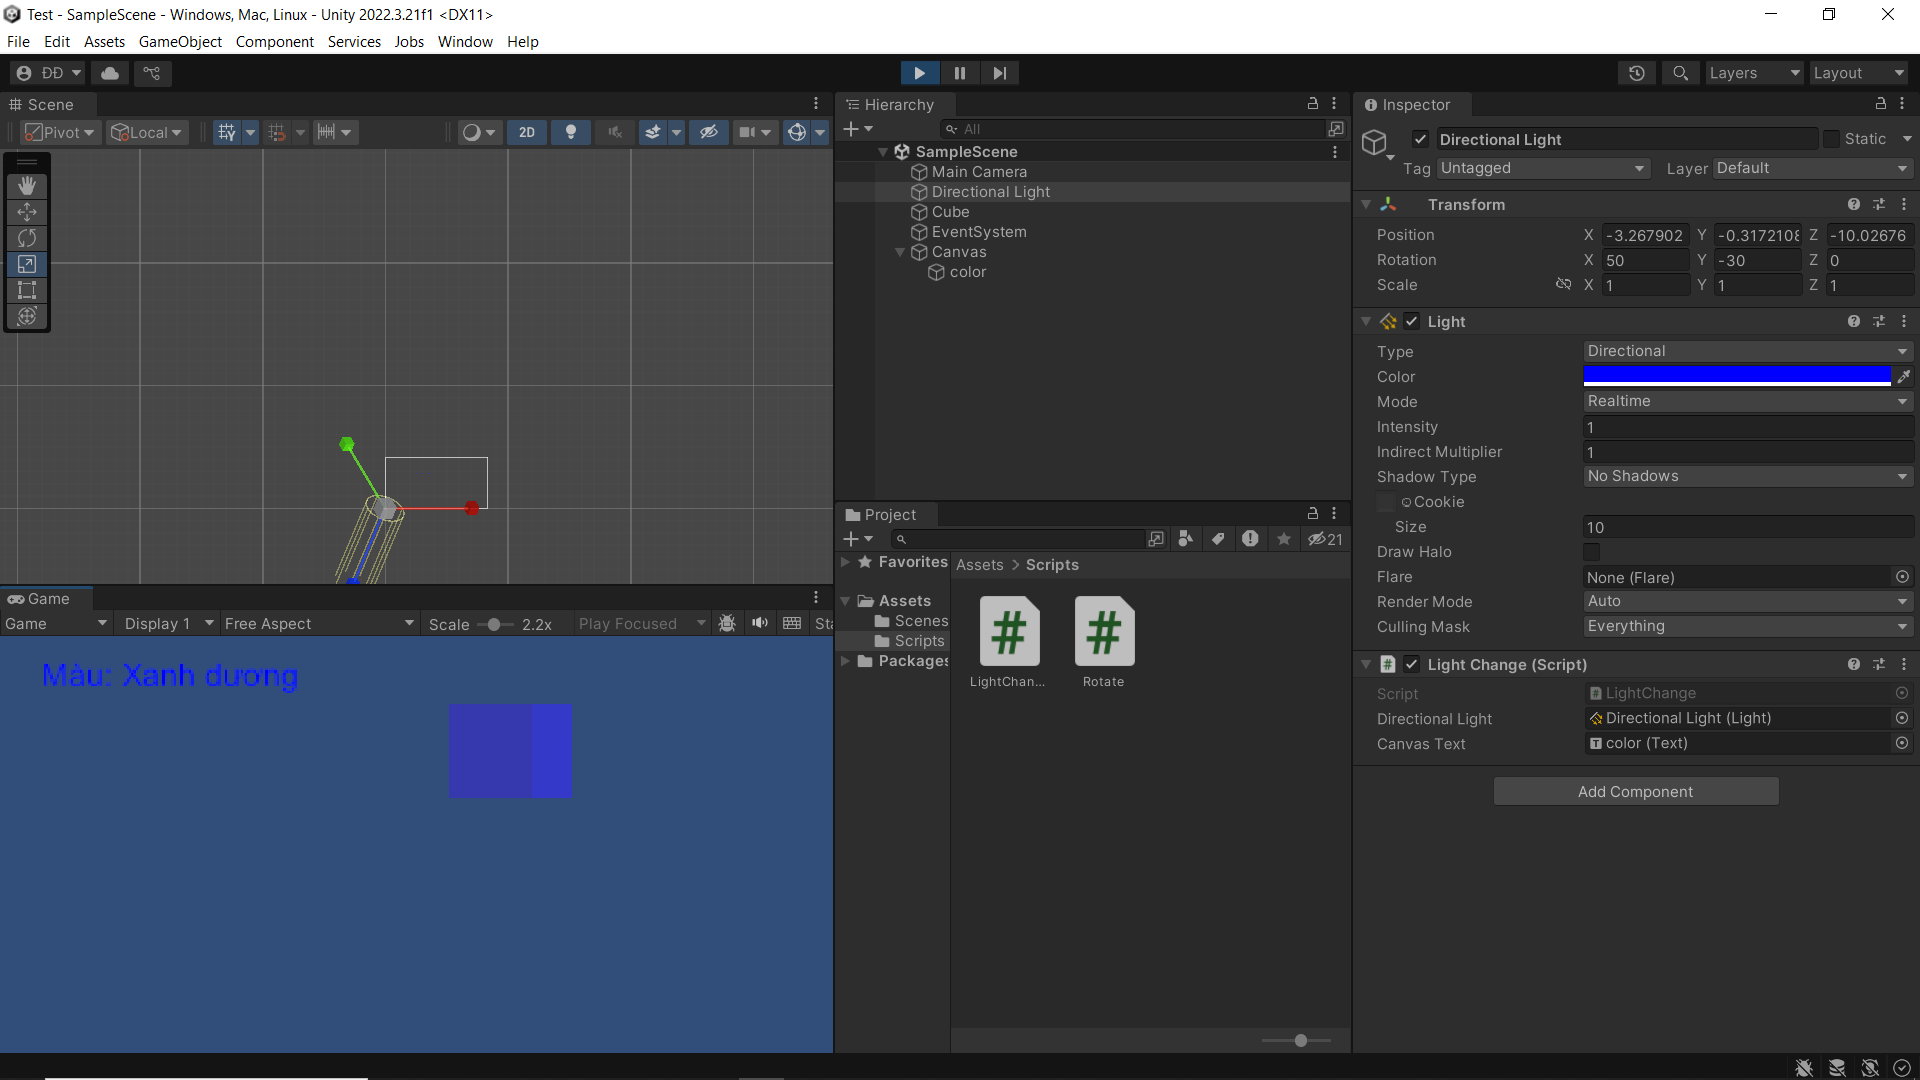 Test - SampleScene - Windows, Mac, Linux - Unity 2022.3.21f1 <DX11>
File Edit Assets GameObject Component Services Jobs Window Help
ĐD
Layers
Layout
Scene
Pivot
Local
2D
Hierarchy
All
SampleScene
Main Camera
Directional Light
Cube
EventSystem
Canvas
color
Project
21
Favorites
Assets
Scenes
Scripts
Packages
Assets > Scripts
LightChan...
Rotate
Game
Game
Display 1
Free Aspect
Scale
2.2x
Play Focused
Sta
Màu: Xanh dương
Inspector
Directional Light
Static
Tag Untagged
Layer Default
Transform
Position X -3.267902 Y -0.3172108 Z -10.02676
Rotation X 50 Y -30 Z 0
Scale X 1 Y 1 Z 1
Light
Type Directional
Color
Mode Realtime
Intensity 1
Indirect Multiplier 1
Shadow Type No Shadows
Cookie
Size 10
Draw Halo
Flare None (Flare)
Render Mode Auto
Culling Mask Everything
Light Change (Script)
Script LightChange
Directional Light Directional Light (Light)
Canvas Text color (Text)
Add Component